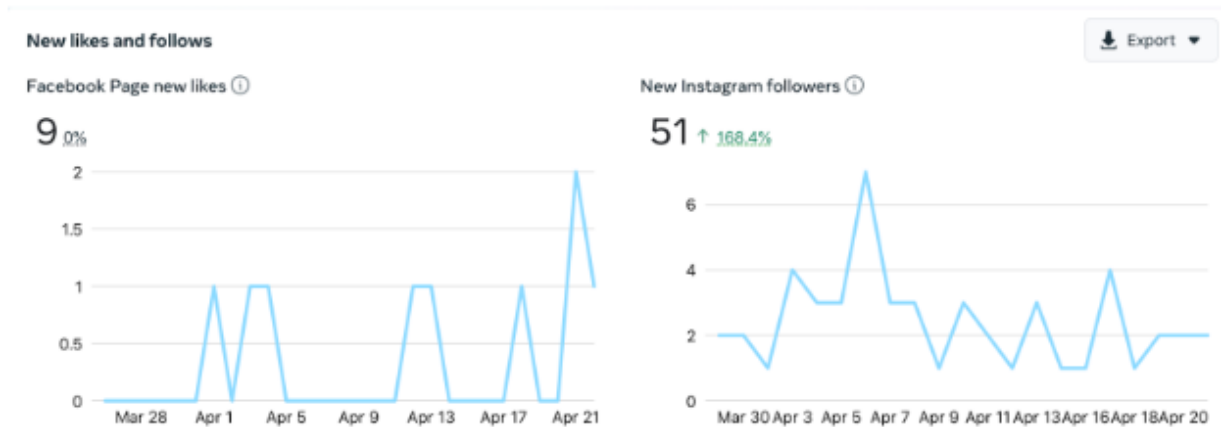 New likes and follows
Export
Facebook Page new likes
New Instagram followers
9 0%
51 ↑ 168.4%
2
1.5
1
0.5
0
Mar 28 Apr 1 Apr 5 Apr 9 Apr 13 Apr 17 Apr 21
6
4
2
0
Mar 30 Apr 3 Apr 5 Apr 7 Apr 9 Apr 11 Apr 13 Apr 16 Apr 18 Apr 20